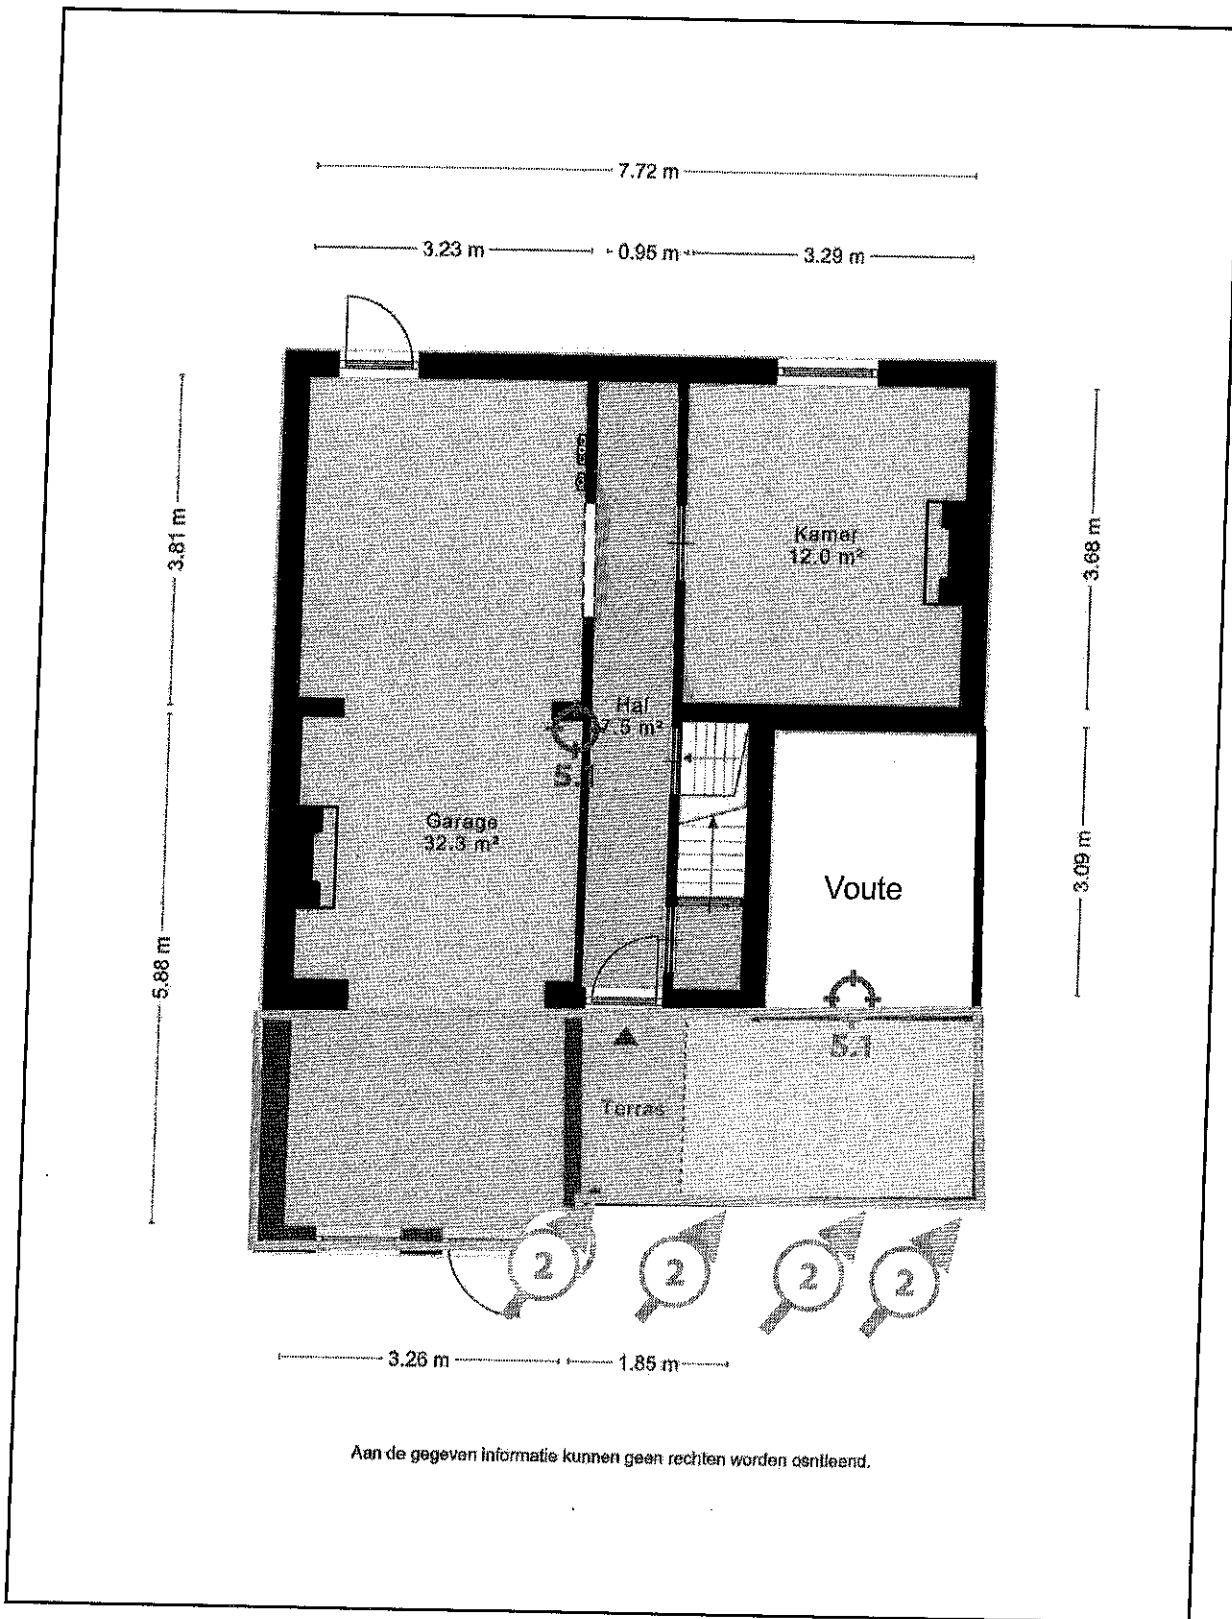 7.72 m
3.23 m
0.95 m
3.29 m
3.81 m
3.68 m
Kamer
12.0 m²
Hal
7.5 m²
5.1
Garage
32.3 m²
Voute
3.09 m
5.88 m
5.1
Terras
2
2
2
2
3.26 m
1.85 m
Aan de gegeven informatie kunnen geen rechten worden osntleend.